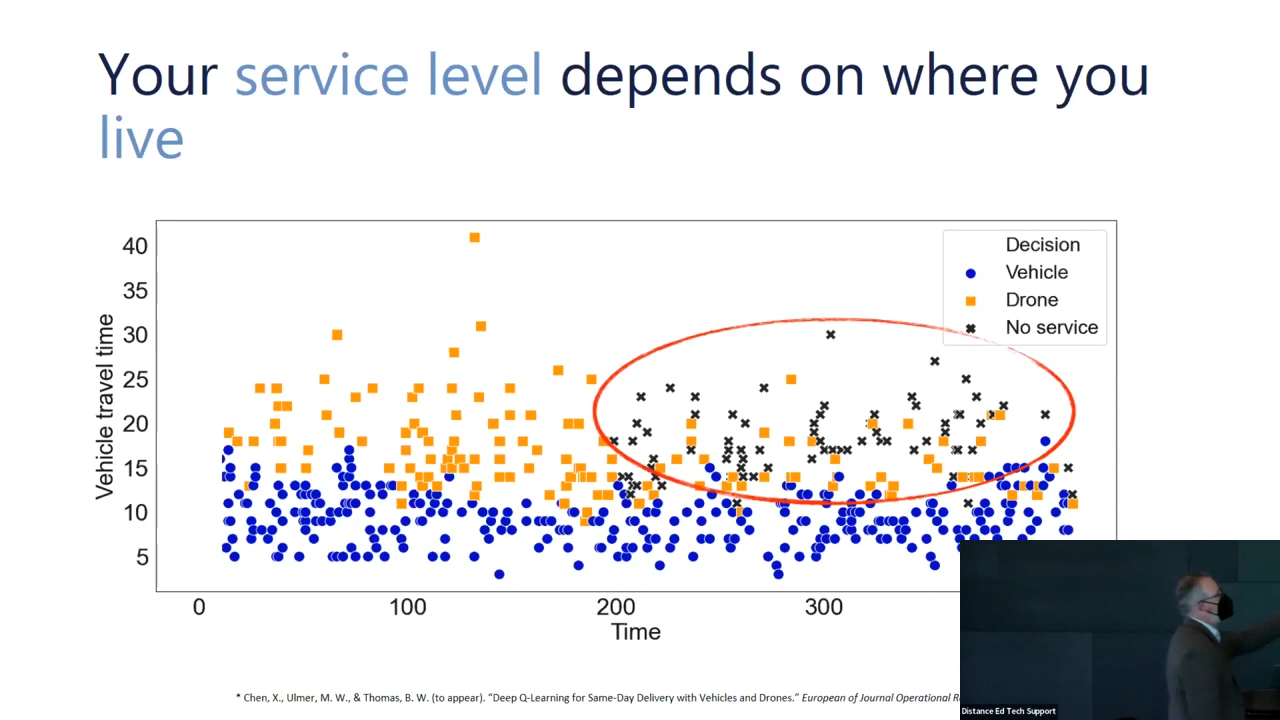 Your service level depends on where you
live
40
35
30
25
20
15
10
5
Vehicle travel time
Decision
Vehicle
Drone
No service
0
100
200
300
Time
* Chen, X., Ulmer, M. W., & Thomas, B. W. (to appear). “Deep Q-Learning for Same-Day Delivery with Vehicles and Drones.” European of Journal Operational
Distance Ed Tech Support